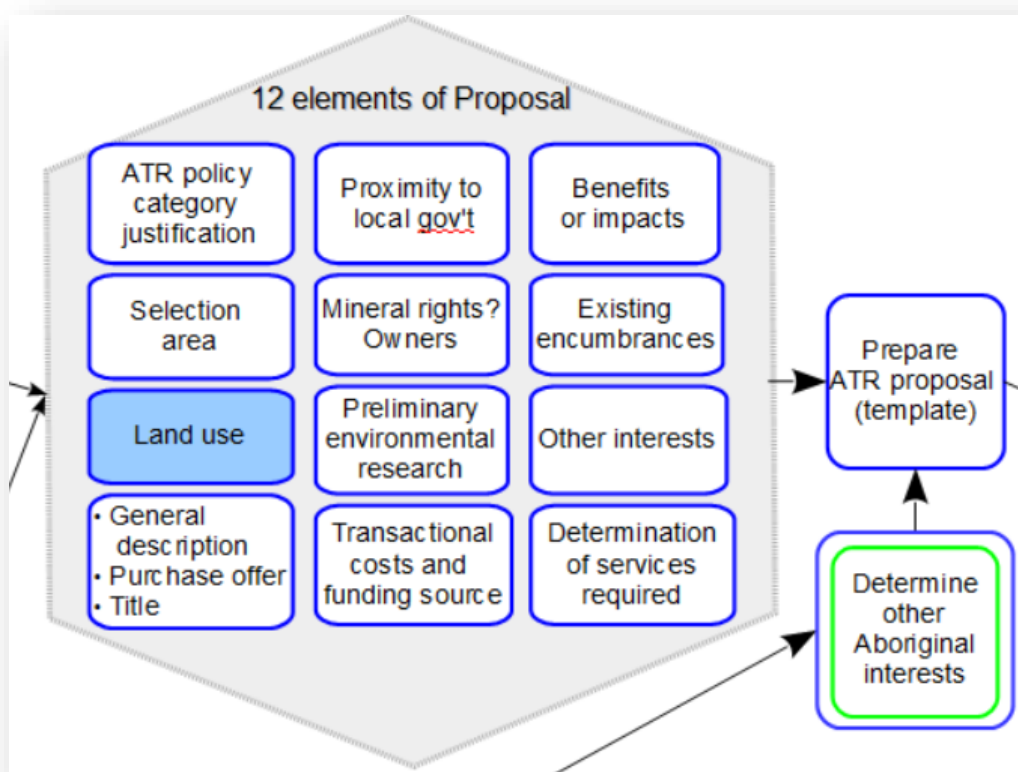 12 elements of Proposal
ATR policy
category
justification
Proximity to
local gov't
Benefits
or impacts
Selection
area
Mineral rights?
Owners
Existing
encumbrances
Land use
Preliminary
environmental
research
Other interests
• General
description
• Purchase offer
• Title
Transactional
costs and
funding source
Determination
of services
required
Prepare
ATR proposal
(template)
Determine
other
Aboriginal
interests